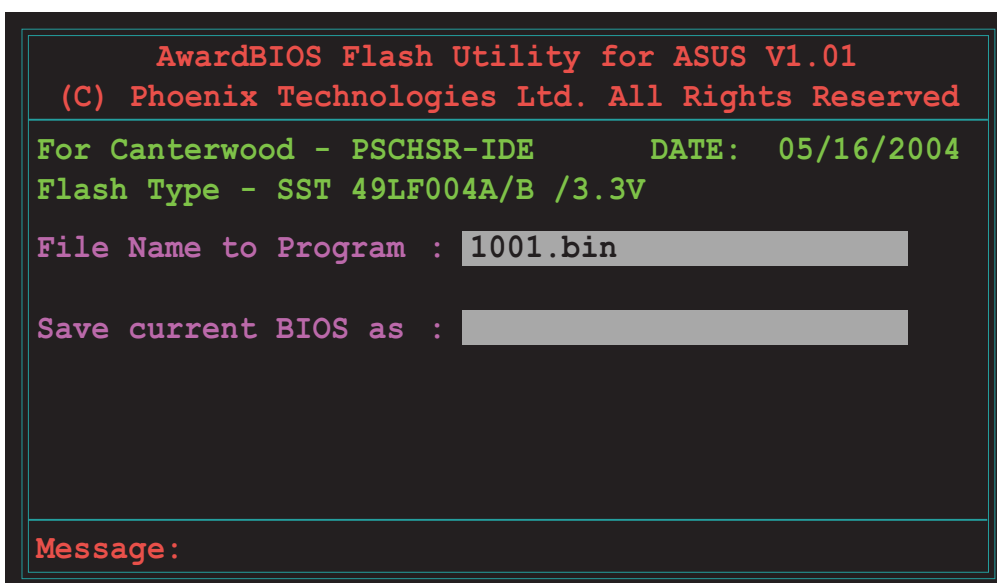 AwardBIOS Flash Utility for ASUS V1.01
(C) Phoenix Technologies Ltd. All Rights Reserved
For Canterwood - PSCHSR-IDE DATE: 05/16/2004
Flash Type - SST 49LF004A/B /3.3V
File Name to Program : 1001.bin
Save current BIOS as :
Message: